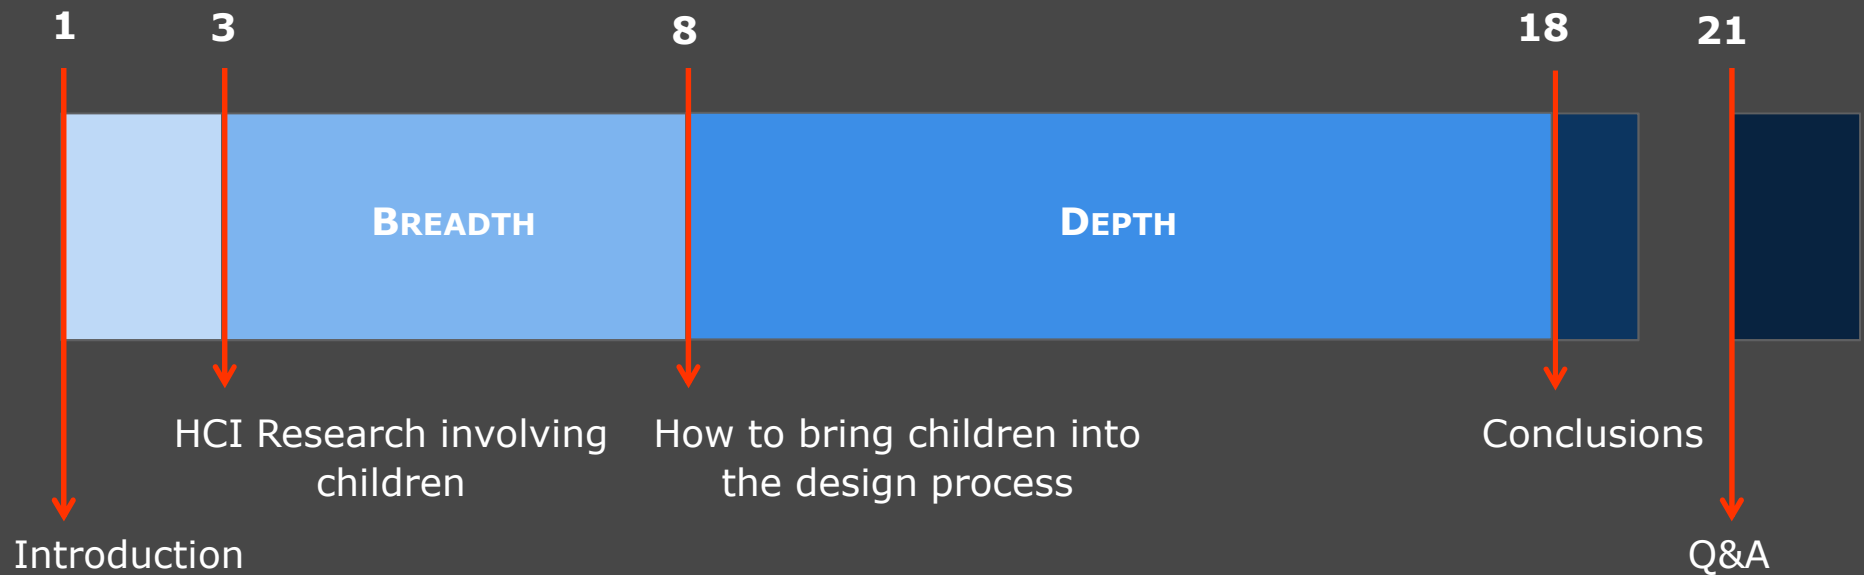 1
3
8
18
21
BREADTH
DEPTH
HCI Research involving
children
How to bring children into
the design process
Conclusions
Introduction
Q&A